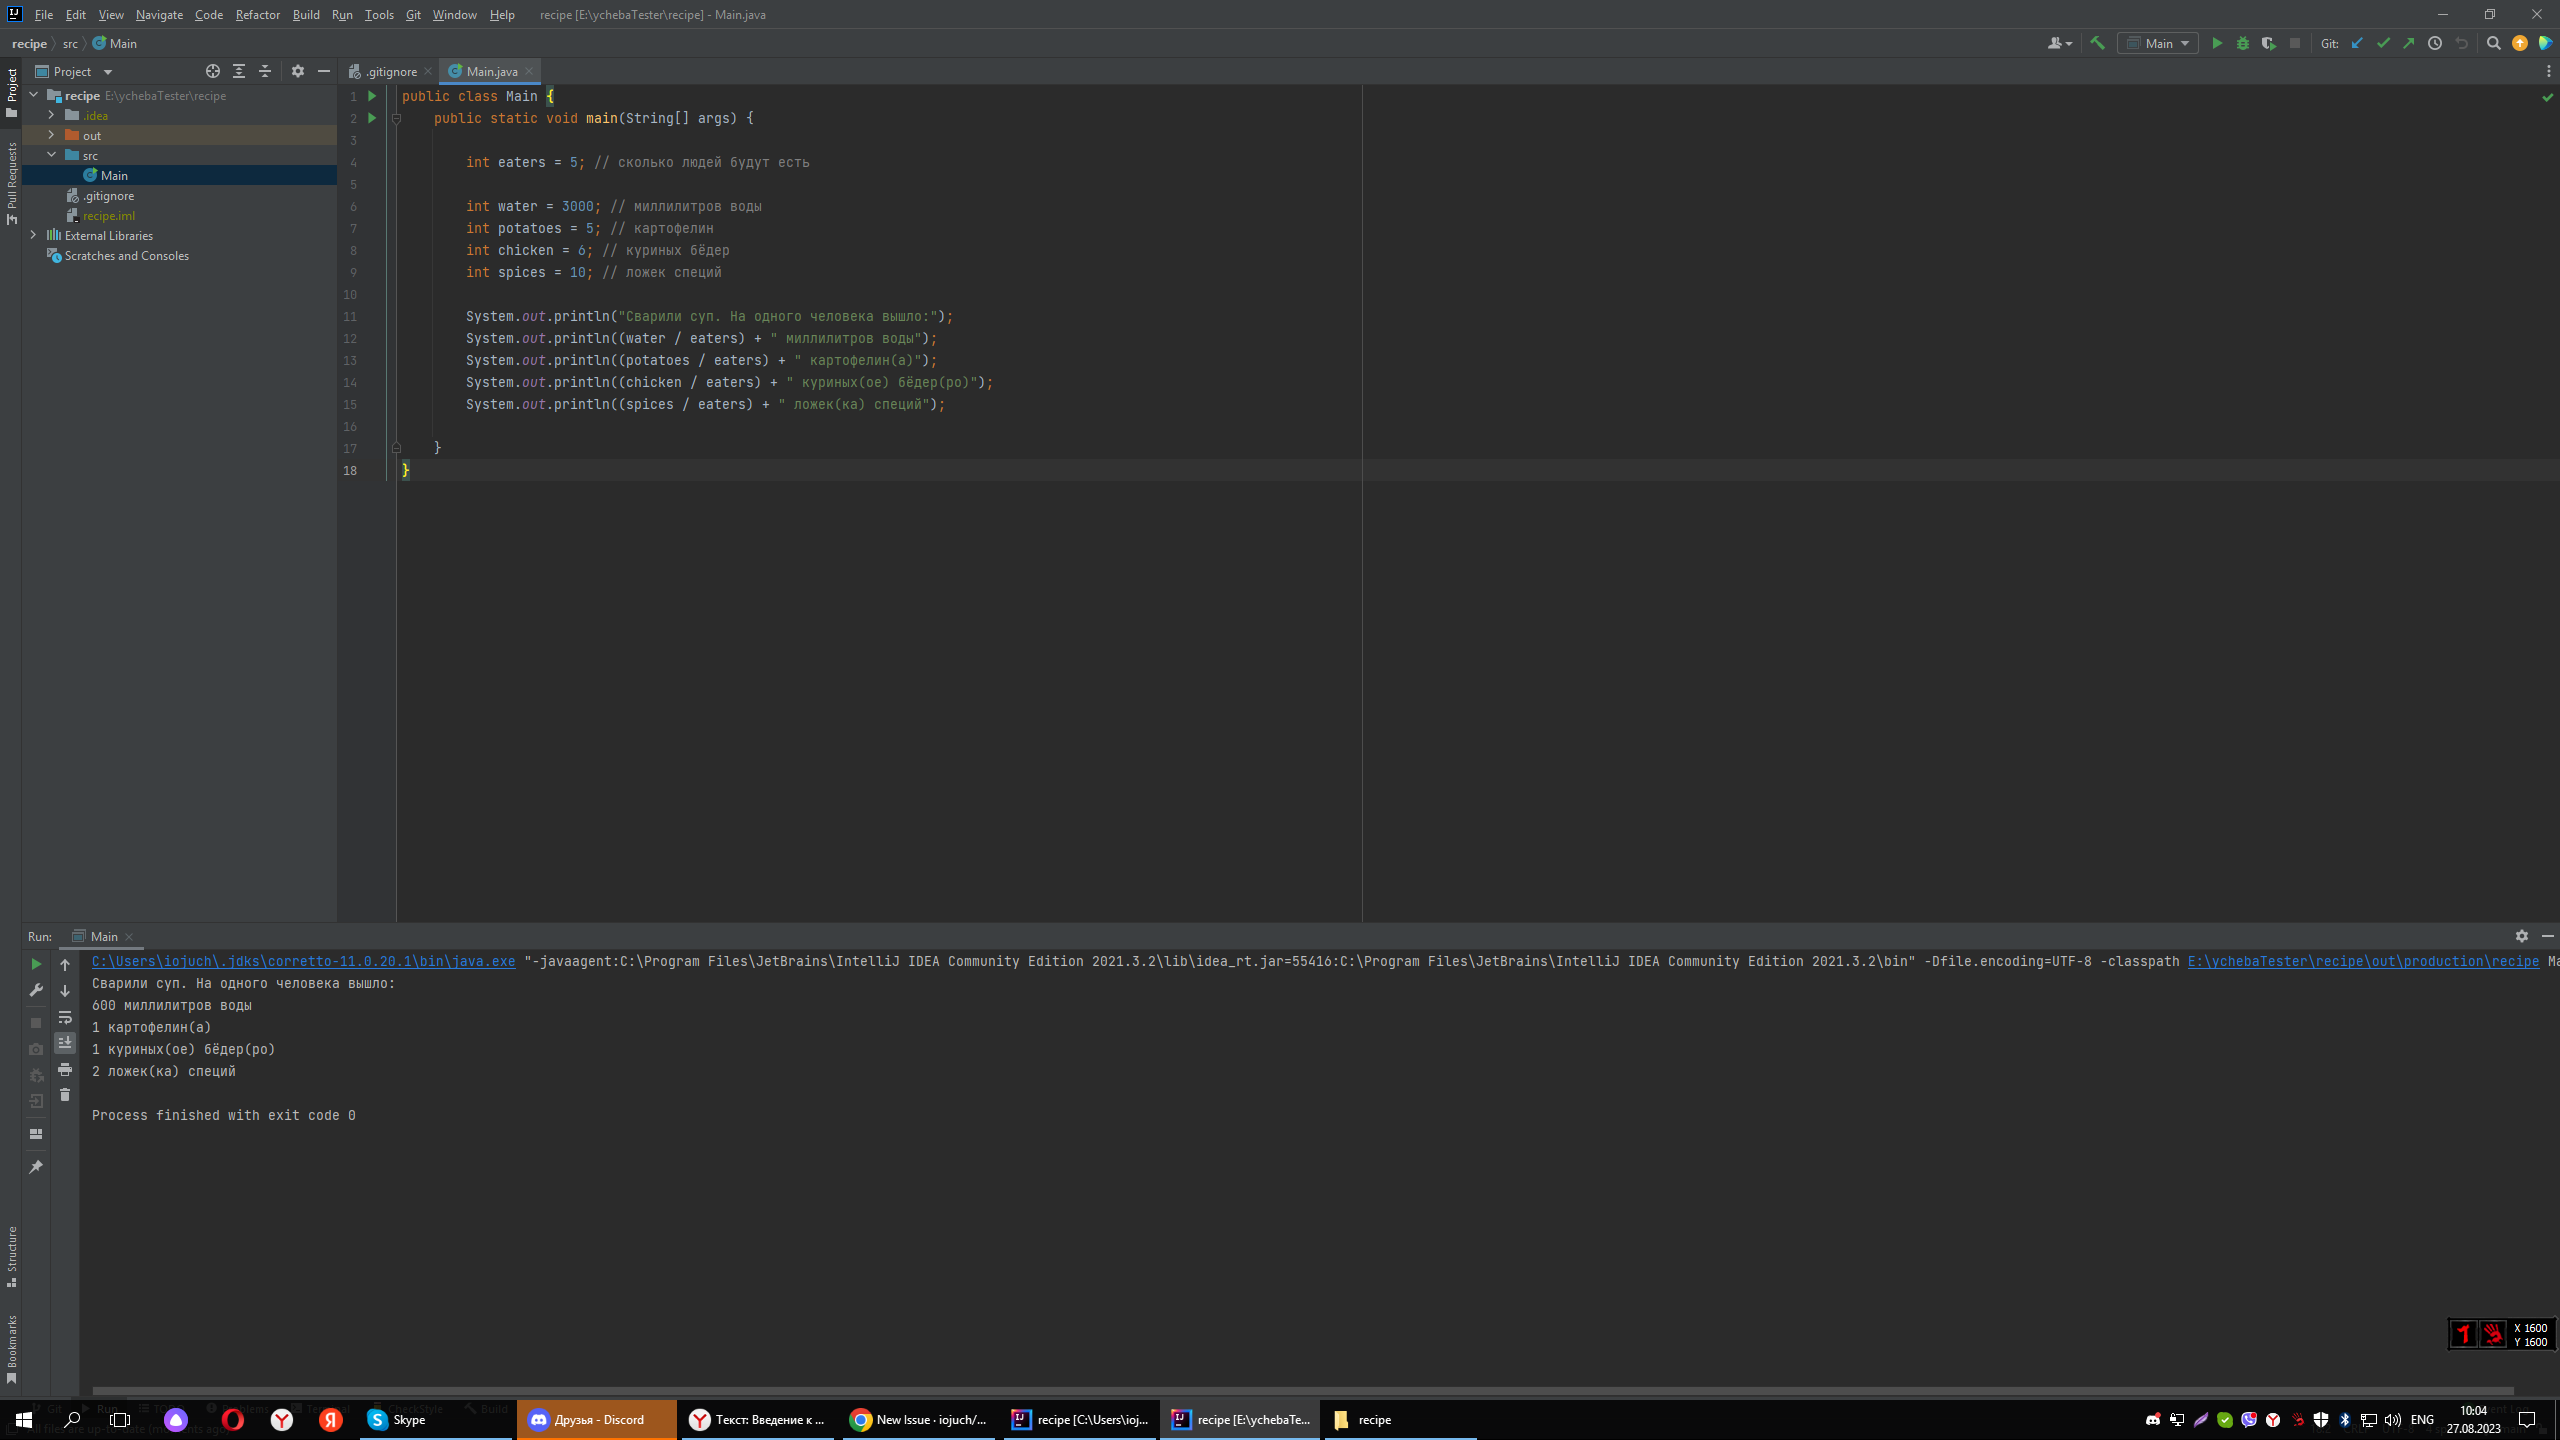 File Edit View Navigate Code Refactor Build Run Tools Git Window Help recipe [E:\ychebaTester\recipe] - Main.java
recipe src Main
Main Git:
Project
.gitignore Main.java
Project
Pull Requests
recipe E:\ychebaTester\recipe
.idea
out
src
Main
.gitignore
recipe.iml
External Libraries
Scratches and Consoles
1 public class Main {
2 public static void main(String[] args) {
3
4 int eaters = 5; // сколько людей будут есть
5
6 int water = 3000; // миллилитров воды
7 int potatoes = 5; // картофелин
8 int chicken = 6; // куриных бёдер
9 int spices = 10; // ложек специй
10
11 System.out.println("Сварили суп. На одного человека вышло:");
12 System.out.println((water / eaters) + " миллилитров воды");
13 System.out.println((potatoes / eaters) + " картофелин(а)");
14 System.out.println((chicken / eaters) + " куриных(ое) бёдер(ро)");
15 System.out.println((spices / eaters) + " ложек(ка) специй");
16
17 }
18 }
Run: Main
C:\Users\iojuch\.jdks\corretto-11.0.20.1\bin\java.exe "-javaagent:C:\Program Files\JetBrains\IntelliJ IDEA Community Edition 2021.3.2\lib\idea_rt.jar=55416:C:\Program Files\JetBrains\IntelliJ IDEA Community Edition 2021.3.2\bin" -Dfile.encoding=UTF-8 -classpath E:\ychebaTester\recipe\out\production\recipe Ma
Сварили суп. На одного человека вышло:
600 миллилитров воды
1 картофелин(а)
1 куриных(ое) бёдер(ро)
2 ложек(ка) специй
Process finished with exit code 0
Structure
Bookmarks
X 1600
Y 1600
Git Run Problems Terminal CheckStyle Build
Skype Друзья - Discord Текст: Введение к ... New Issue · iojuch/... recipe [C:\Users\ioj... recipe [E:\ychebaTe... recipe ENG
10:04
27.08.2023